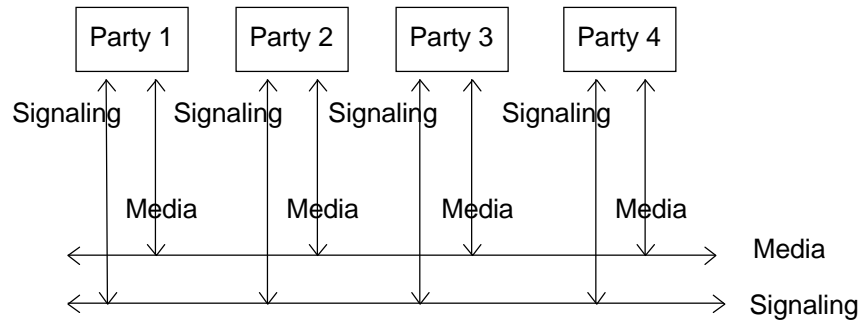 Party 1 Party 2 Party 3 Party 4
Signaling Signaling Signaling Signaling
Media Media Media Media
Media
Signaling